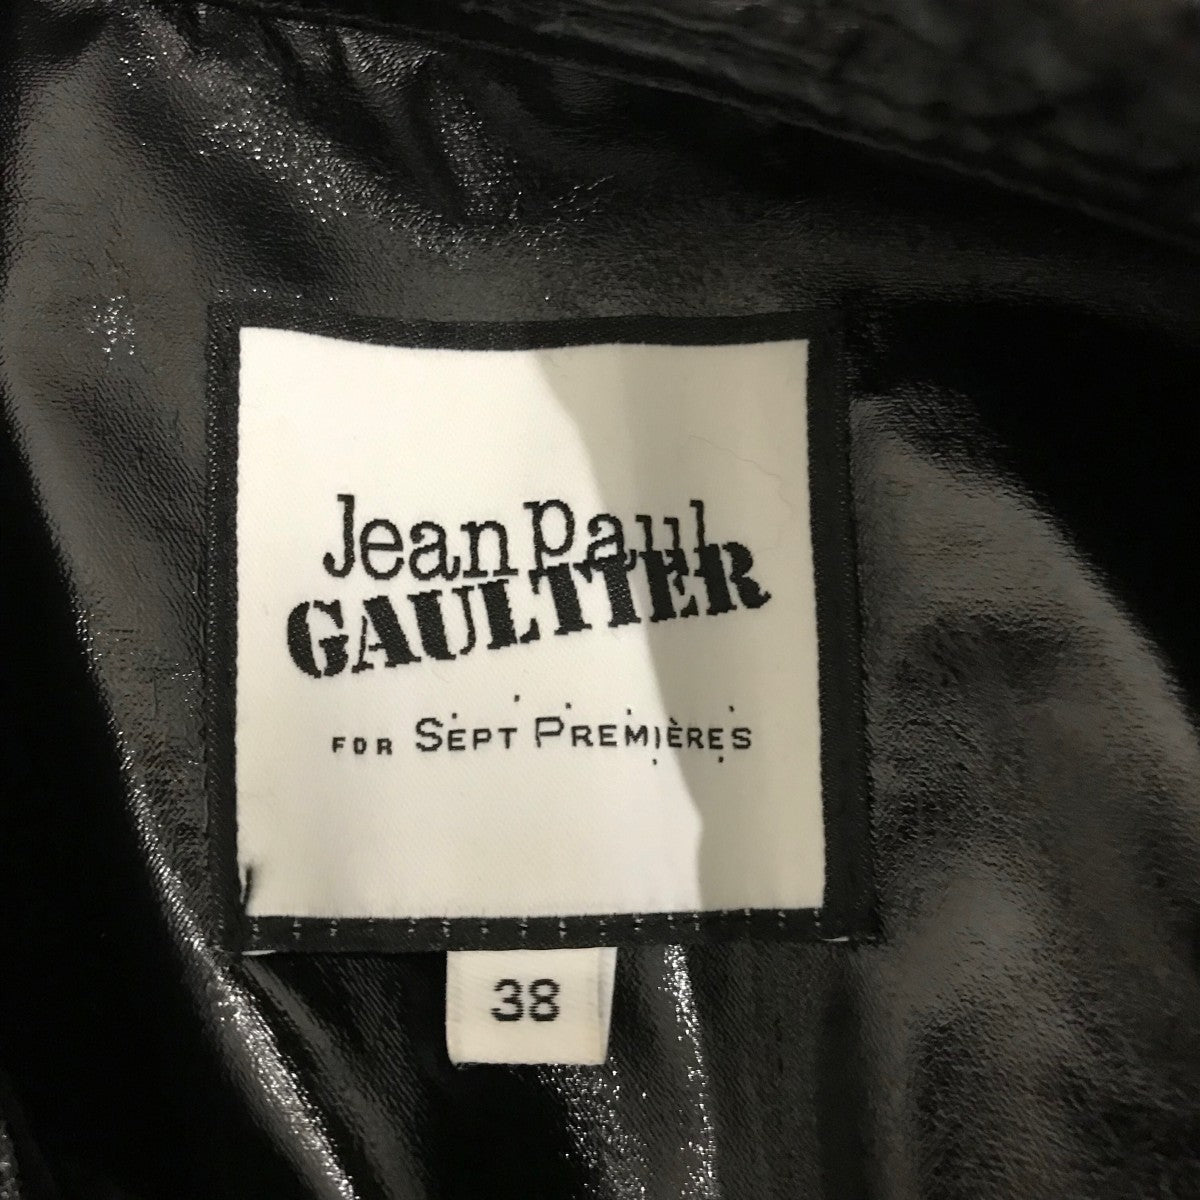 Jean Paul
GAULTIER
FOR SEPT PREMIÈRES
38